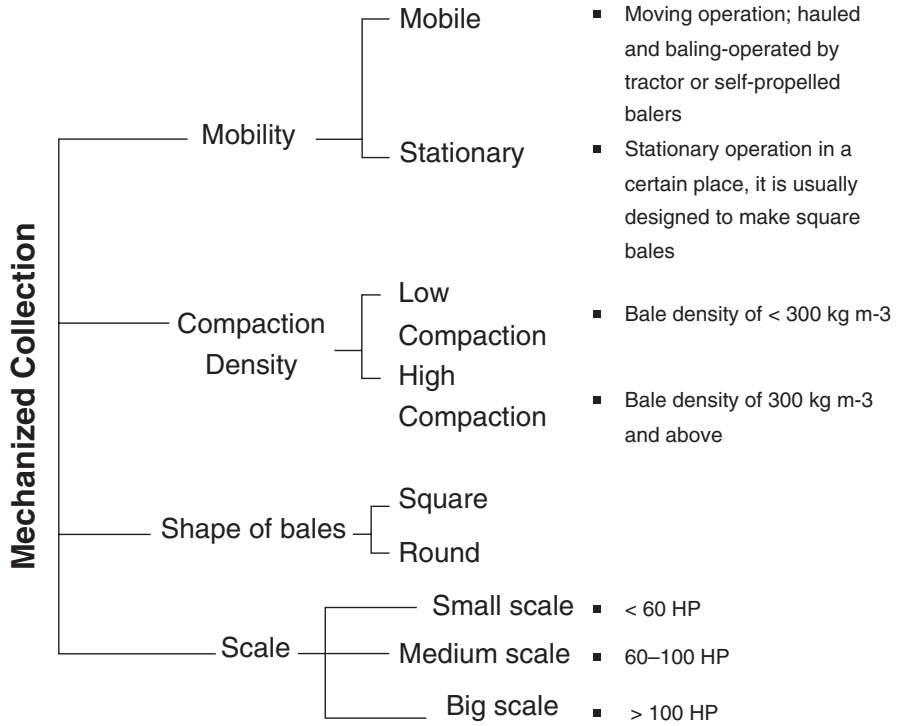 Mechanized Collection
Mobility
Mobile
▪ Moving operation; hauled
and baling-operated by
tractor or self-propelled
balers
Stationary
▪ Stationary operation in a
certain place, it is usually
designed to make square
bales
Compaction
Density
Low
Compaction
▪ Bale density of < 300 kg m-3
High
Compaction
▪ Bale density of 300 kg m-3
and above
Shape of bales
Square
Round
Scale
Small scale ▪ < 60 HP
Medium scale ▪ 60–100 HP
Big scale ▪ > 100 HP